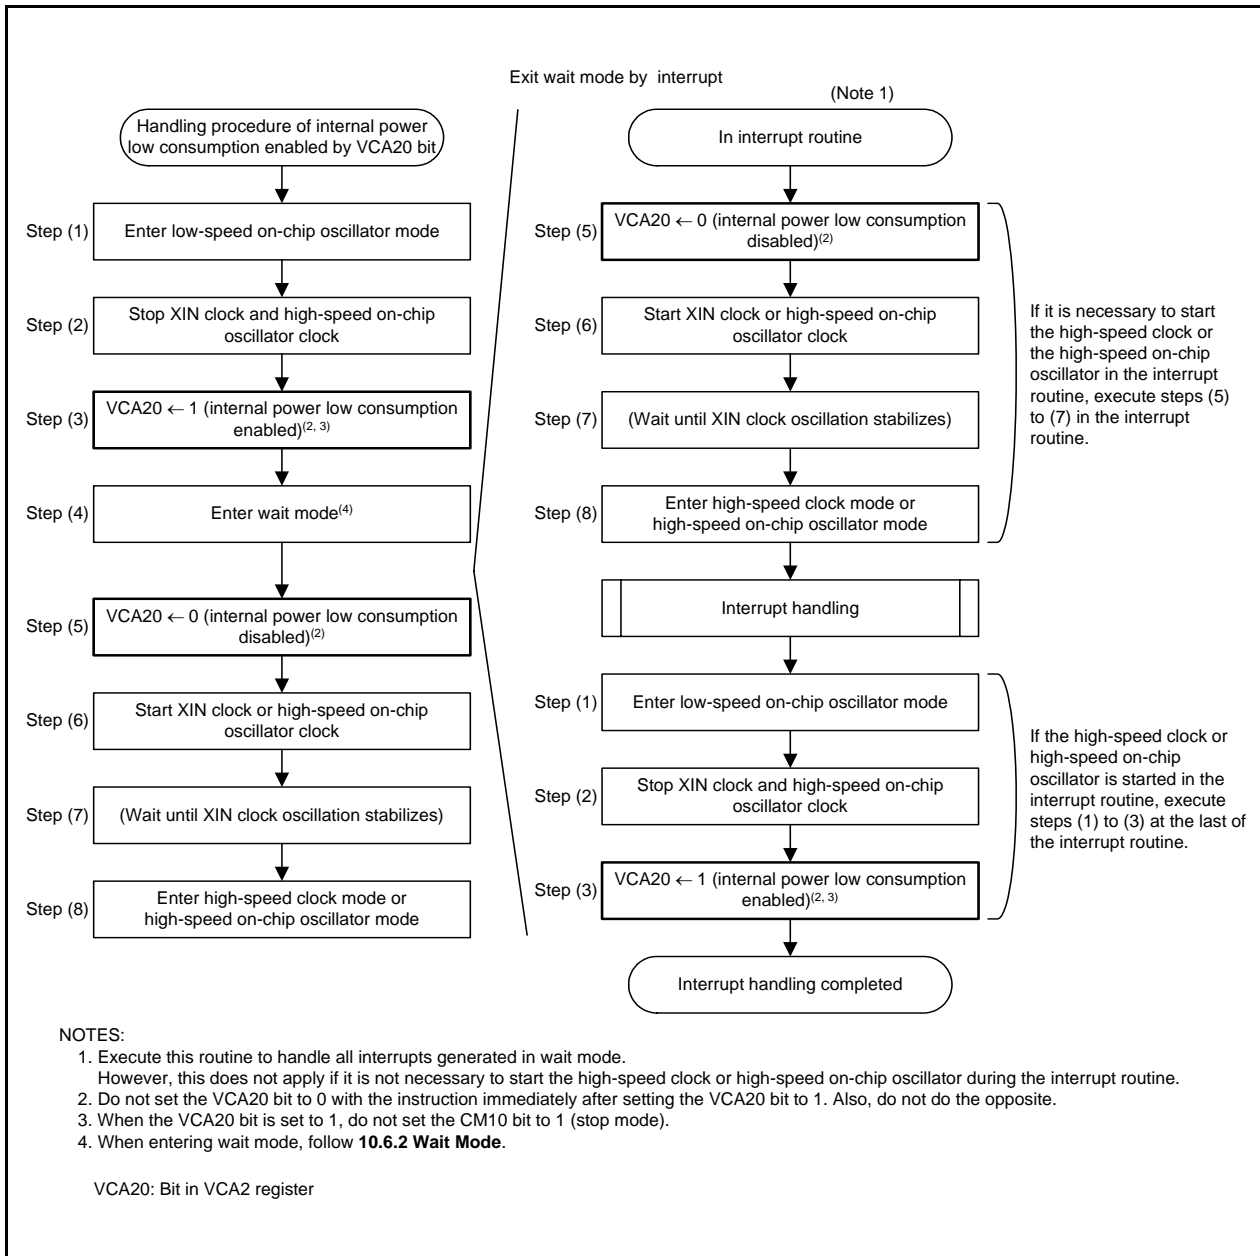 Exit wait mode by interrupt
(Note 1)
Handling procedure of internal power
low consumption enabled by VCA20 bit
Step (1)
Enter low-speed on-chip oscillator mode
Step (2)
Stop XIN clock and high-speed on-chip
oscillator clock
Step (3)
VCA20 ← 1 (internal power low consumption
enabled)(2, 3)
Step (4)
Enter wait mode(4)
Step (5)
VCA20 ← 0 (internal power low consumption
disabled)(2)
Step (6)
Start XIN clock or high-speed on-chip
oscillator clock
Step (7)
(Wait until XIN clock oscillation stabilizes)
Step (8)
Enter high-speed clock mode or
high-speed on-chip oscillator mode
In interrupt routine
Step (5)
VCA20 ← 0 (internal power low consumption
disabled)(2)
Step (6)
Start XIN clock or high-speed on-chip
oscillator clock
Step (7)
(Wait until XIN clock oscillation stabilizes)
Step (8)
Enter high-speed clock mode or
high-speed on-chip oscillator mode
If it is necessary to start
the high-speed clock or
the high-speed on-chip
oscillator in the interrupt
routine, execute steps (5)
to (7) in the interrupt
routine.
Interrupt handling
Step (1)
Enter low-speed on-chip oscillator mode
Step (2)
Stop XIN clock and high-speed on-chip
oscillator clock
Step (3)
VCA20 ← 1 (internal power low consumption
enabled)(2, 3)
If the high-speed clock or
high-speed on-chip
oscillator is started in the
interrupt routine, execute
steps (1) to (3) at the last of
the interrupt routine.
Interrupt handling completed
NOTES:
1. Execute this routine to handle all interrupts generated in wait mode.
However, this does not apply if it is not necessary to start the high-speed clock or high-speed on-chip oscillator during the interrupt routine.
2. Do not set the VCA20 bit to 0 with the instruction immediately after setting the VCA20 bit to 1. Also, do not do the opposite.
3. When the VCA20 bit is set to 1, do not set the CM10 bit to 1 (stop mode).
4. When entering wait mode, follow 10.6.2 Wait Mode.
VCA20: Bit in VCA2 register